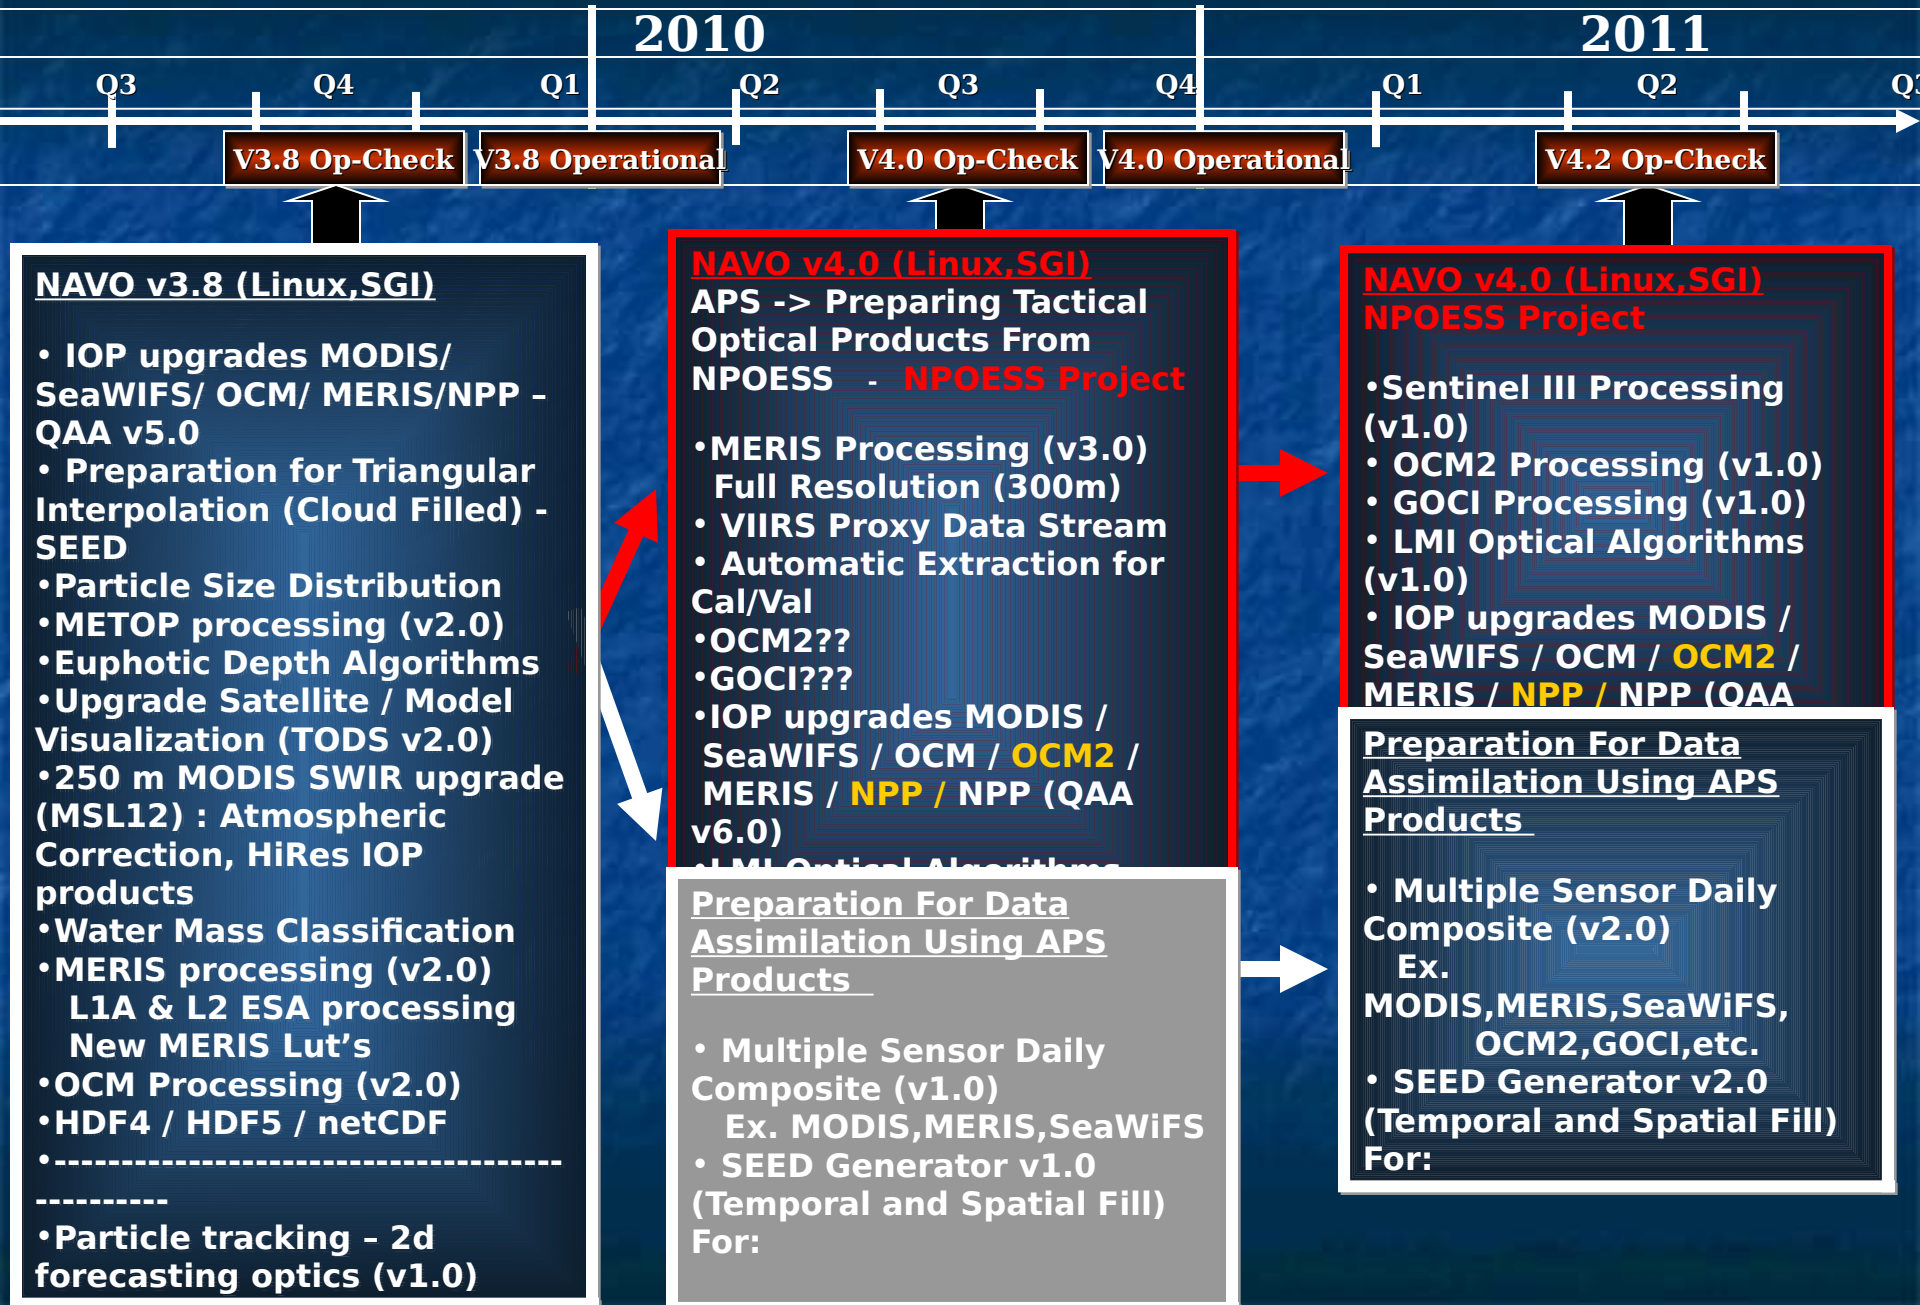 2010
2011
Q3
Q4
Q1
Q2
Q3
Q4
Q1
Q2
Q3
V3.8 Op-Check
V3.8 Operational
V4.0 Op-Check
V4.0 Operational
V4.2 Op-Check
NAVO v3.8 (Linux,SGI)
• IOP upgrades MODIS/
SeaWIFS/ OCM/ MERIS/NPP –
QAA v5.0
• Preparation for Triangular
Interpolation (Cloud Filled) -
SEED
•Particle Size Distribution
•METOP processing (v2.0)
•Euphotic Depth Algorithms
•Upgrade Satellite / Model
Visualization (TODS v2.0)
•250 m MODIS SWIR upgrade
(MSL12) : Atmospheric
Correction, HiRes IOP
products
•Water Mass Classification
•MERIS processing (v2.0)
L1A & L2 ESA processing
New MERIS Lut’s
•OCM Processing (v2.0)
•HDF4 / HDF5 / netCDF
•--------------------------------------
----------
•Particle tracking – 2d
forecasting optics (v1.0)
NAVO v4.0 (Linux,SGI)
APS -> Preparing Tactical
Optical Products From
NPOESS - NPOESS Project
•MERIS Processing (v3.0)
Full Resolution (300m)
• VIIRS Proxy Data Stream
• Automatic Extraction for
Cal/Val
•OCM2??
•GOCI???
•IOP upgrades MODIS /
SeaWIFS / OCM / OCM2 /
MERIS / NPP / NPP (QAA
v6.0)
•LMI Optical Algorithms
Preparation For Data
Assimilation Using APS
Products
• Multiple Sensor Daily
Composite (v1.0)
Ex. MODIS,MERIS,SeaWiFS
• SEED Generator v1.0
(Temporal and Spatial Fill)
For:
NAVO v4.0 (Linux,SGI)
NPOESS Project
•Sentinel III Processing
(v1.0)
• OCM2 Processing (v1.0)
• GOCI Processing (v1.0)
• LMI Optical Algorithms
(v1.0)
• IOP upgrades MODIS /
SeaWIFS / OCM / OCM2 /
MERIS / NPP / NPP (QAA
Preparation For Data
Assimilation Using APS
Products
• Multiple Sensor Daily
Composite (v2.0)
Ex.
MODIS,MERIS,SeaWiFS,
OCM2,GOCI,etc.
• SEED Generator v2.0
(Temporal and Spatial Fill)
For: